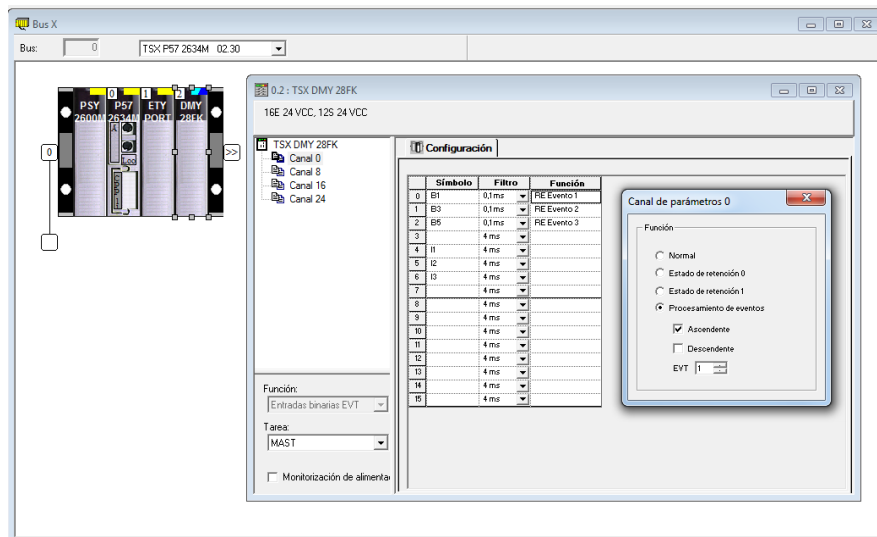 Bus X
Bus: 0 TSX P57 2634M 02.30
0 1 2
PSY P57 ETY DMY
2600M 2634M PORT 28FK
0 >>
0.2 : TSX DMY 28FK
16E 24 VCC, 12S 24 VCC
TSX DMY 28FK
Canal 0
Canal 8
Canal 16
Canal 24
Función:
Entradas binarias EVT
Tarea:
MAST
Monitorización de alimenta
Configuración
Símbolo Filtro Función
0 B1 0,1 ms RE Evento 1
1 B3 0,1 ms RE Evento 2
2 B5 0,1 ms RE Evento 3
3 4 ms
4 I1 4 ms
5 I2 4 ms
6 I3 4 ms
7 4 ms
8 4 ms
9 4 ms
10 4 ms
11 4 ms
12 4 ms
13 4 ms
14 4 ms
15 4 ms
Canal de parámetros 0
Función
Normal
Estado de retención 0
Estado de retención 1
Procesamiento de eventos
Ascendente
Descendente
EVT 1